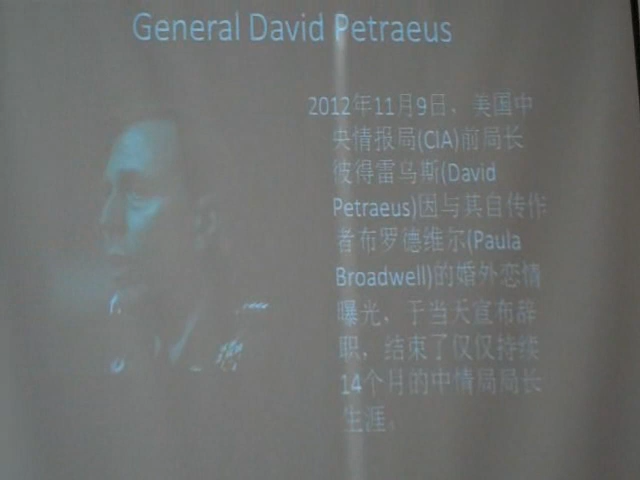 General David Petraeus
2012年11月9日，美国中
央情报局(CIA)前局长
彼得雷乌斯(David
Petraeus)因与其自传作
者布罗德维尔(Paula
Broadwell)的婚外恋情
曝光，于当天宣布辞
职，结束了仅仅持续
14个月的中情局局长
生涯。